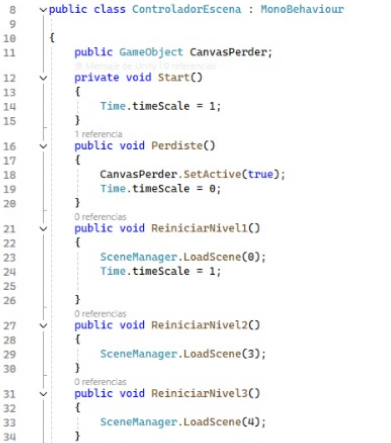 8 public class ControladorEscena : MonoBehaviour
9
10 {
11 public GameObject CanvasPerder;
Mensaje de Unity | 0 referencias
12 private void Start()
13 {
14 Time.timeScale = 1;
15 }
1 referencia
16 public void Perdiste()
17 {
18 CanvasPerder.SetActive(true);
19 Time.timeScale = 0;
20 }
0 referencias
21 public void ReiniciarNivel1()
22 {
23 SceneManager.LoadScene(0);
24 Time.timeScale = 1;
25
26 }
0 referencias
27 public void ReiniciarNivel2()
28 {
29 SceneManager.LoadScene(3);
30 }
0 referencias
31 public void ReiniciarNivel3()
32 {
33 SceneManager.LoadScene(4);
34 }